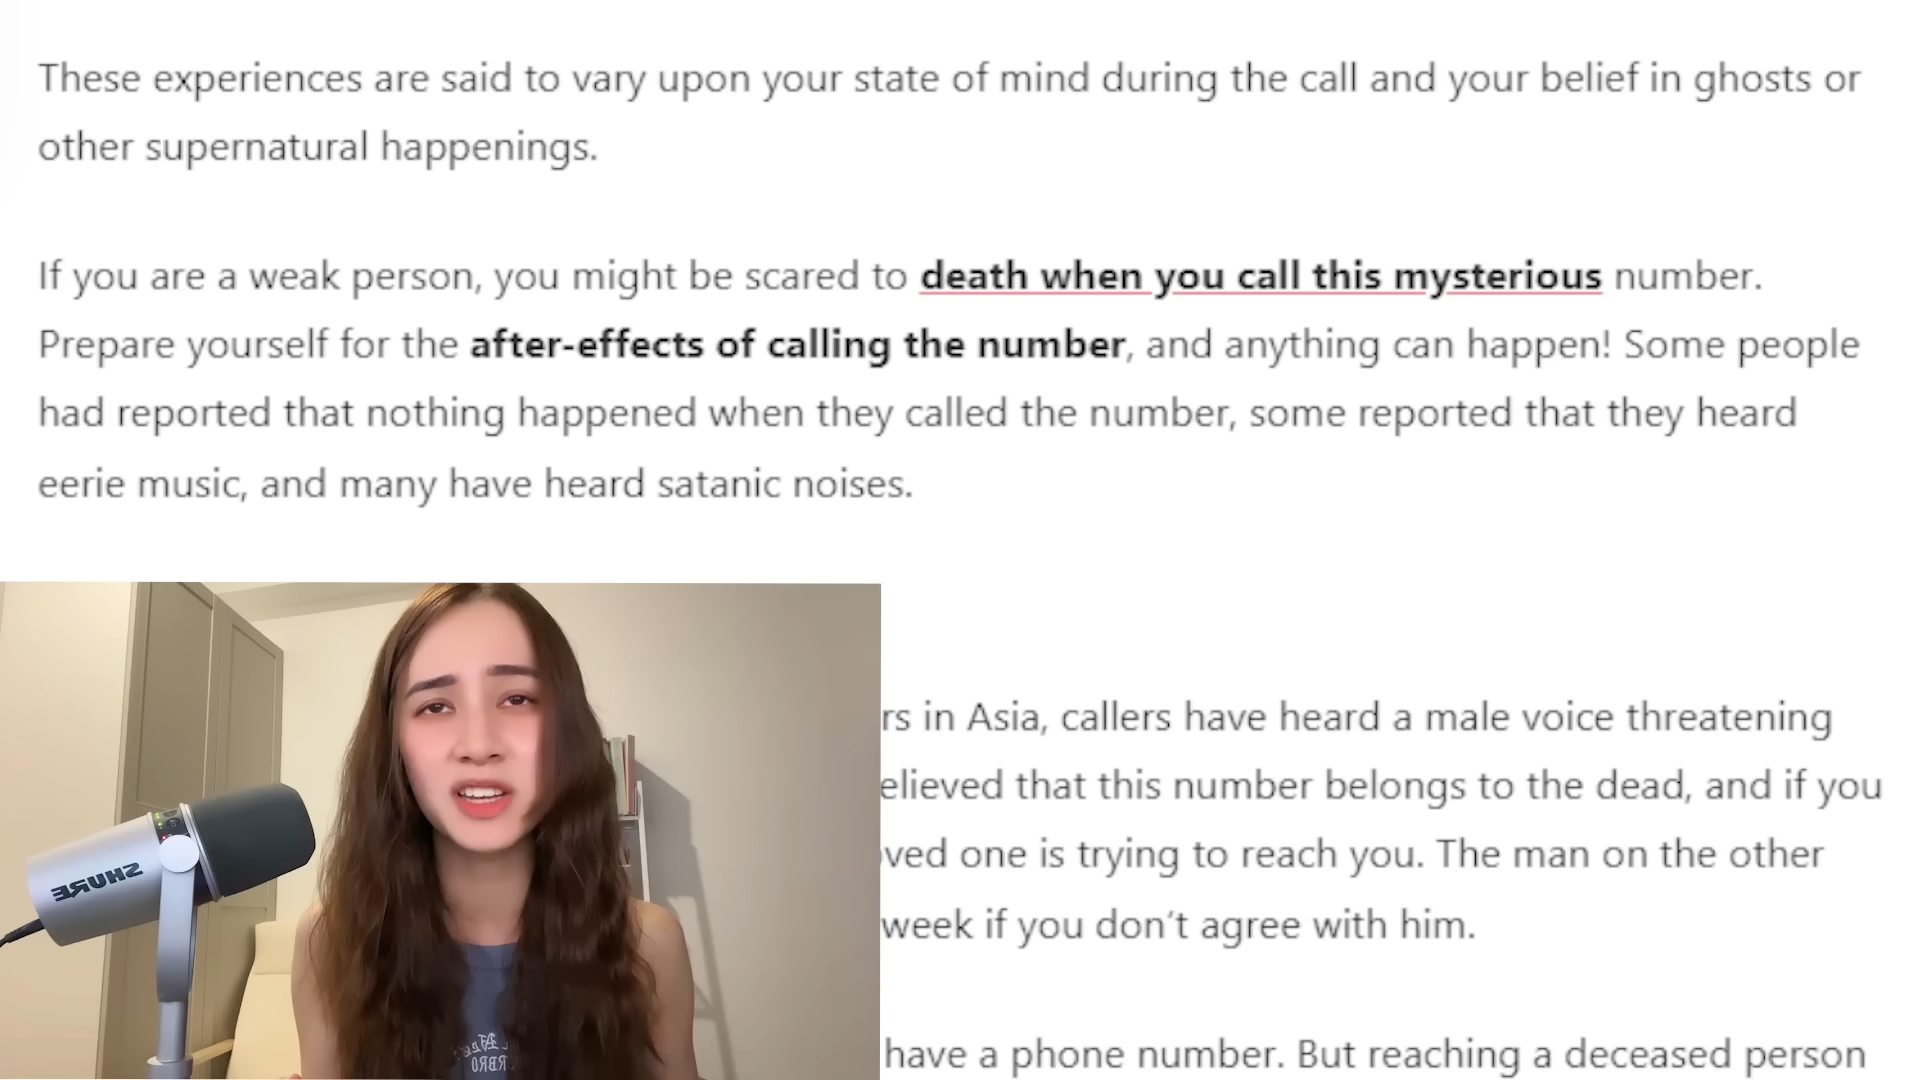 These experiences are said to vary upon your state of mind during the call and your belief in ghosts or
other supernatural happenings.
If you are a weak person, you might be scared to death when you call this mysterious number.
Prepare yourself for the after-effects of calling the number, and anything can happen! Some people
had reported that nothing happened when they called the number, some reported that they heard
eerie music, and many have heard satanic noises.
rs in Asia, callers have heard a male voice threatening
elieved that this number belongs to the dead, and if you
ved one is trying to reach you. The man on the other
week if you don't agree with him.
have a phone number. But reaching a deceased person
SHURE